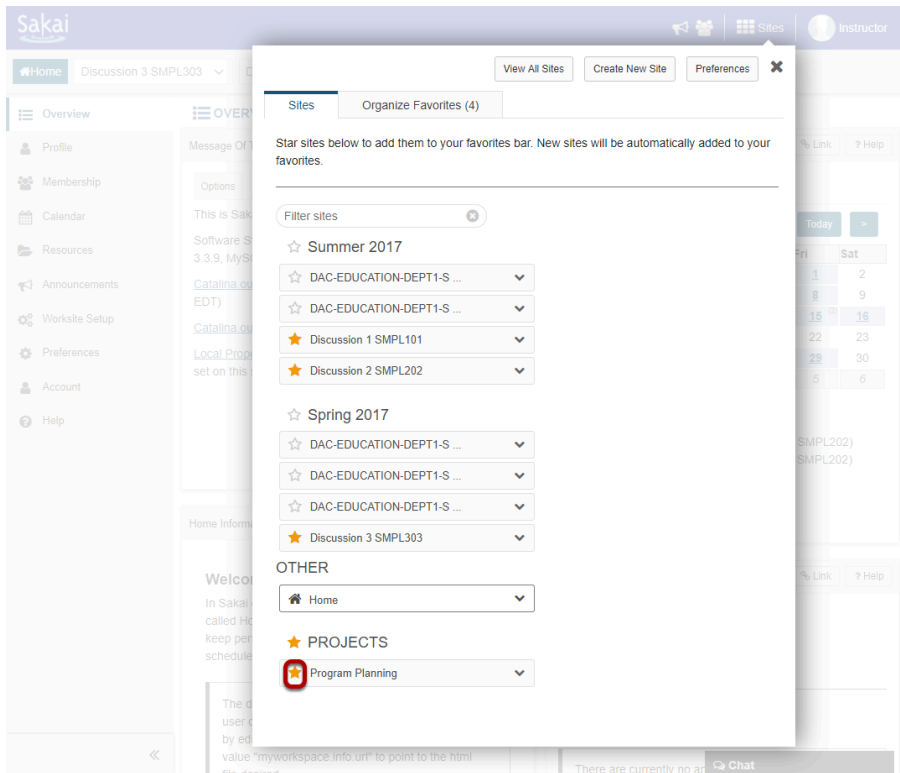 Sakai
Sites
Instructor
Home
Discussion 3 SMPL303
View All Sites
Create New Site
Preferences
Sites
Organize Favorites (4)
Star sites below to add them to your favorites bar. New sites will be automatically added to your
favorites.
Filter sites
Summer 2017
DAC-EDUCATION-DEPT1-S ...
DAC-EDUCATION-DEPT1-S ...
Discussion 1 SMPL101
Discussion 2 SMPL202
Spring 2017
DAC-EDUCATION-DEPT1-S ...
DAC-EDUCATION-DEPT1-S ...
DAC-EDUCATION-DEPT1-S ...
Discussion 3 SMPL303
OTHER
Home
PROJECTS
Program Planning
Overview
Profile
Membership
Calendar
Resources
Announcements
Worksite Setup
Preferences
Account
Help
OVER
Message Of
Options
This is Sak
Software S
3.3.9, MyS
Catalina ou
EDT)
Catalina ou
Local Prop
set on this
Home Inform
Welco
In Sakai
called Ho
keep per
schedule
The d
user
by ed
value "myworkspace.info.url" to point to the html
file desired
Link
? Help
Today
>
Fri Sat
1 2
8 9
15 16
22 23
29 30
5 6
SMPL202)
SMPL202)
Link
? Help
There are currently no an
Chat